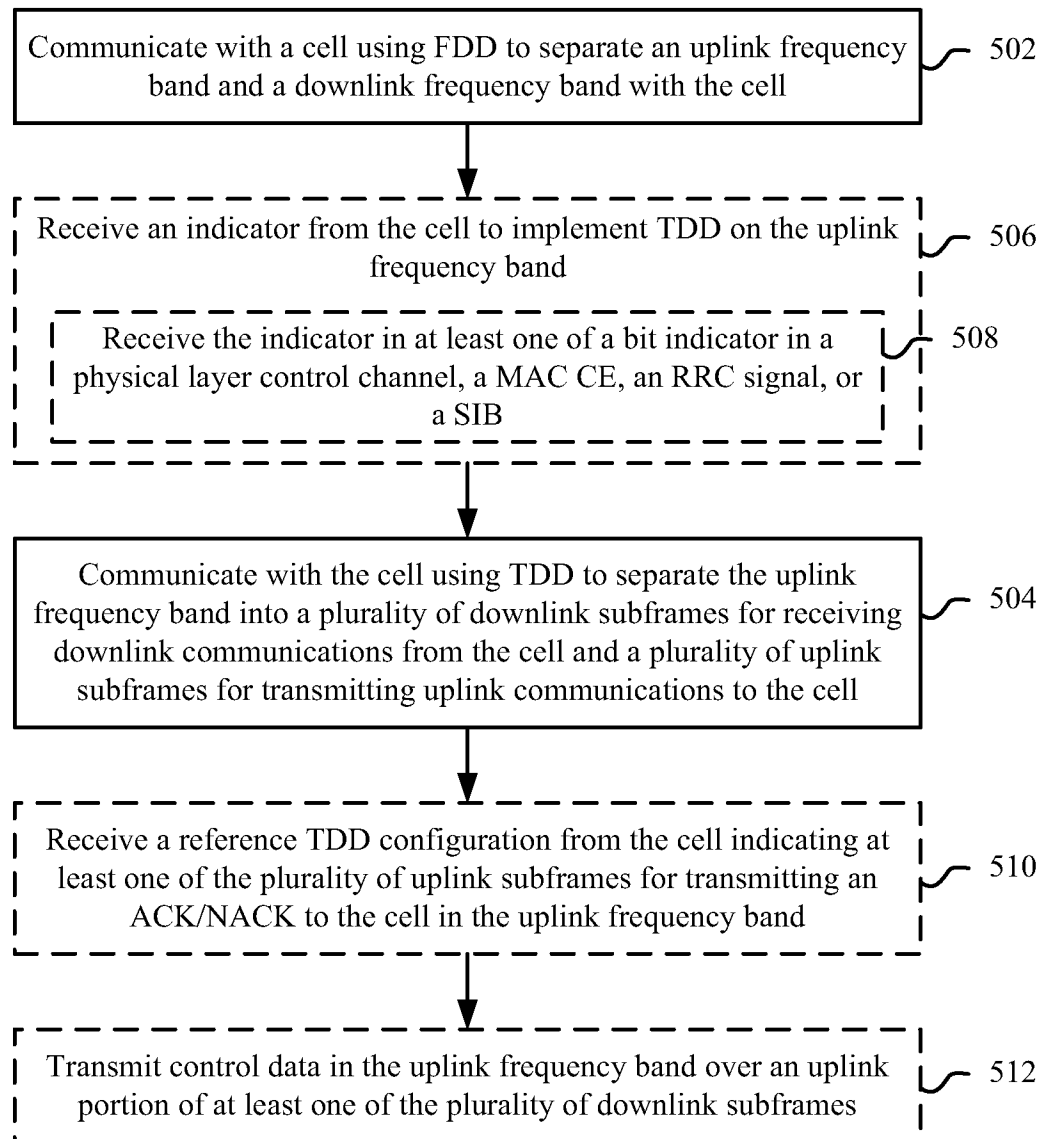 Communicate with a cell using FDD to separate an uplink frequency
band and a downlink frequency band with the cell
502
Receive an indicator from the cell to implement TDD on the uplink
frequency band
506
Receive the indicator in at least one of a bit indicator in a
physical layer control channel, a MAC CE, an RRC signal, or
a SIB
508
Communicate with the cell using TDD to separate the uplink
frequency band into a plurality of downlink subframes for receiving
downlink communications from the cell and a plurality of uplink
subframes for transmitting uplink communications to the cell
504
Receive a reference TDD configuration from the cell indicating at
least one of the plurality of uplink subframes for transmitting an
ACK/NACK to the cell in the uplink frequency band
510
Transmit control data in the uplink frequency band over an uplink
portion of at least one of the plurality of downlink subframes
512